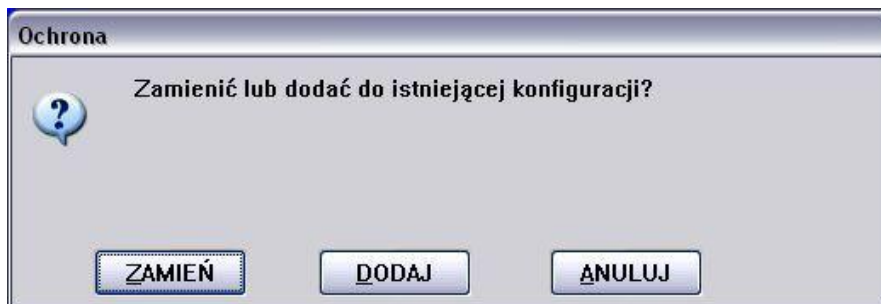 Ochrona
Zamienić lub dodać do istniejącej konfiguracji?
ZAMIEŃ DODAJ ANULUJ